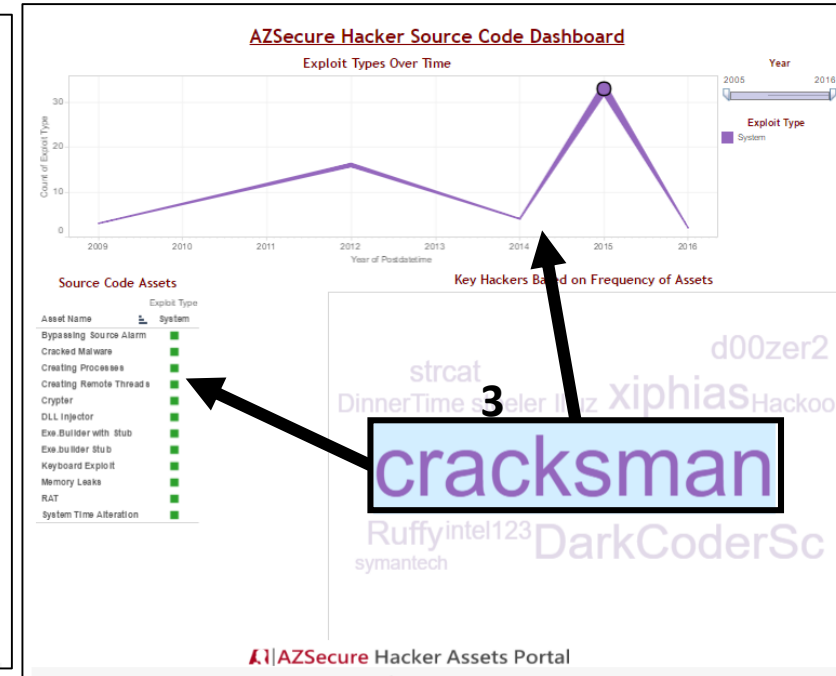 AZSecure Hacker Source Code Dashboard
Exploit Types Over Time
Year
2005 2016
Exploit Type
System
Count of Exploit Type
30
20
10
0
2009 2010 2011 2012 2013 2014 2015 2016
Year of Postdatetime
Source Code Assets
Exploit Type
Asset Name System
Bypassing Source Alarm
Cracked Malware
Creating Processes
Creating Remote Threads
Crypter
DLL Injector
Exe.Builder with Stub
Exe.builder Stub
Keyboard Exploit
Memory Leaks
RAT
System Time Alteration
Key Hackers Based on Frequency of Assets
d00zer2
strcat
DinnerTime xiphias Hackoo
3
cracksman
Ruffy intel123 DarkCoderSc
symantech
AZSecure Hacker Assets Portal